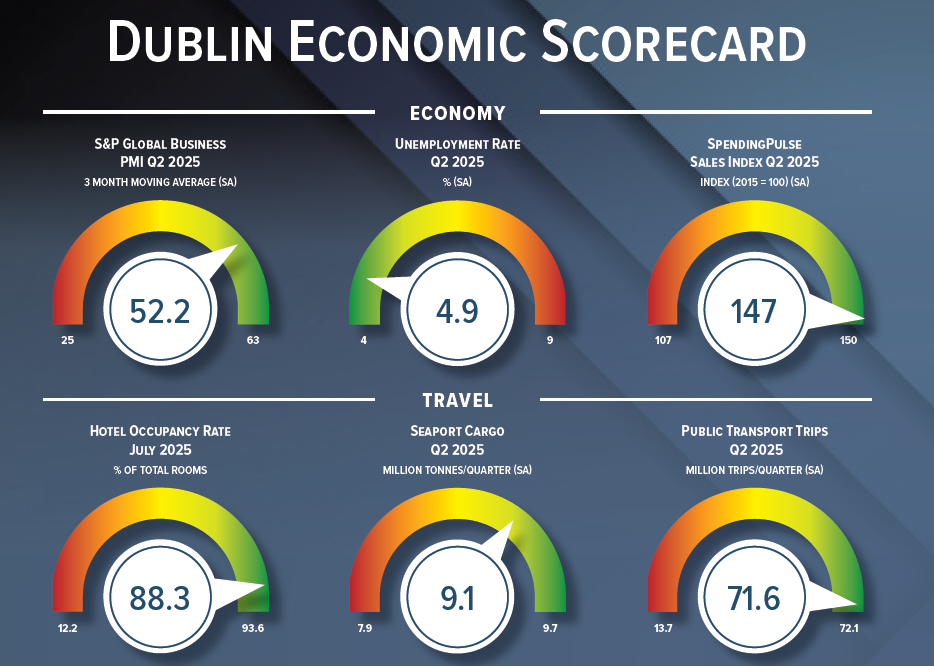 DUBLIN ECONOMIC SCORECARD
ECONOMY
S&P GLOBAL BUSINESS
PMI Q2 2025
3 MONTH MOVING AVERAGE (SA)
52.2
25
63
UNEMPLOYMENT RATE
Q2 2025
% (SA)
4.9
4
9
SPENDINGPULSE
SALES INDEX Q2 2025
INDEX (2015 = 100) (SA)
147
107
150
TRAVEL
HOTEL OCCUPANCY RATE
JULY 2025
% OF TOTAL ROOMS
88.3
12.2
93.6
SEAPORT CARGO
Q2 2025
MILLION TONNES/QUARTER (SA)
9.1
7.9
9.7
PUBLIC TRANSPORT TRIPS
Q2 2025
MILLION TRIPS/QUARTER (SA)
71.6
13.7
72.1